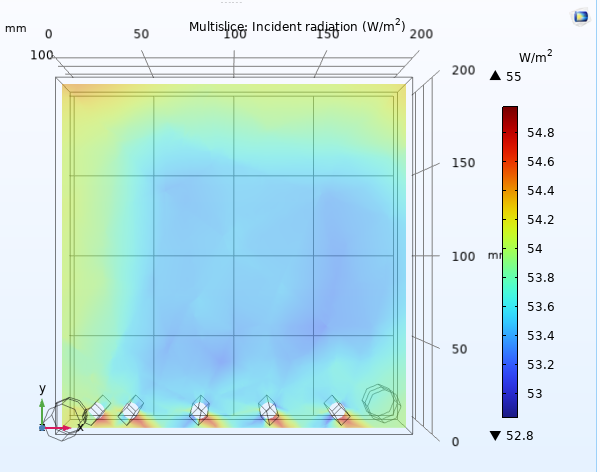 Multislice: Incident radiation (W/m²)
mm 0 50 100 150 200
100
W/m²
▲ 55
200
54.8
54.6
150
54.4
54.2
54
100 mm
53.8
53.6
53.4
50
53.2
53
y
x
0
▼ 52.8